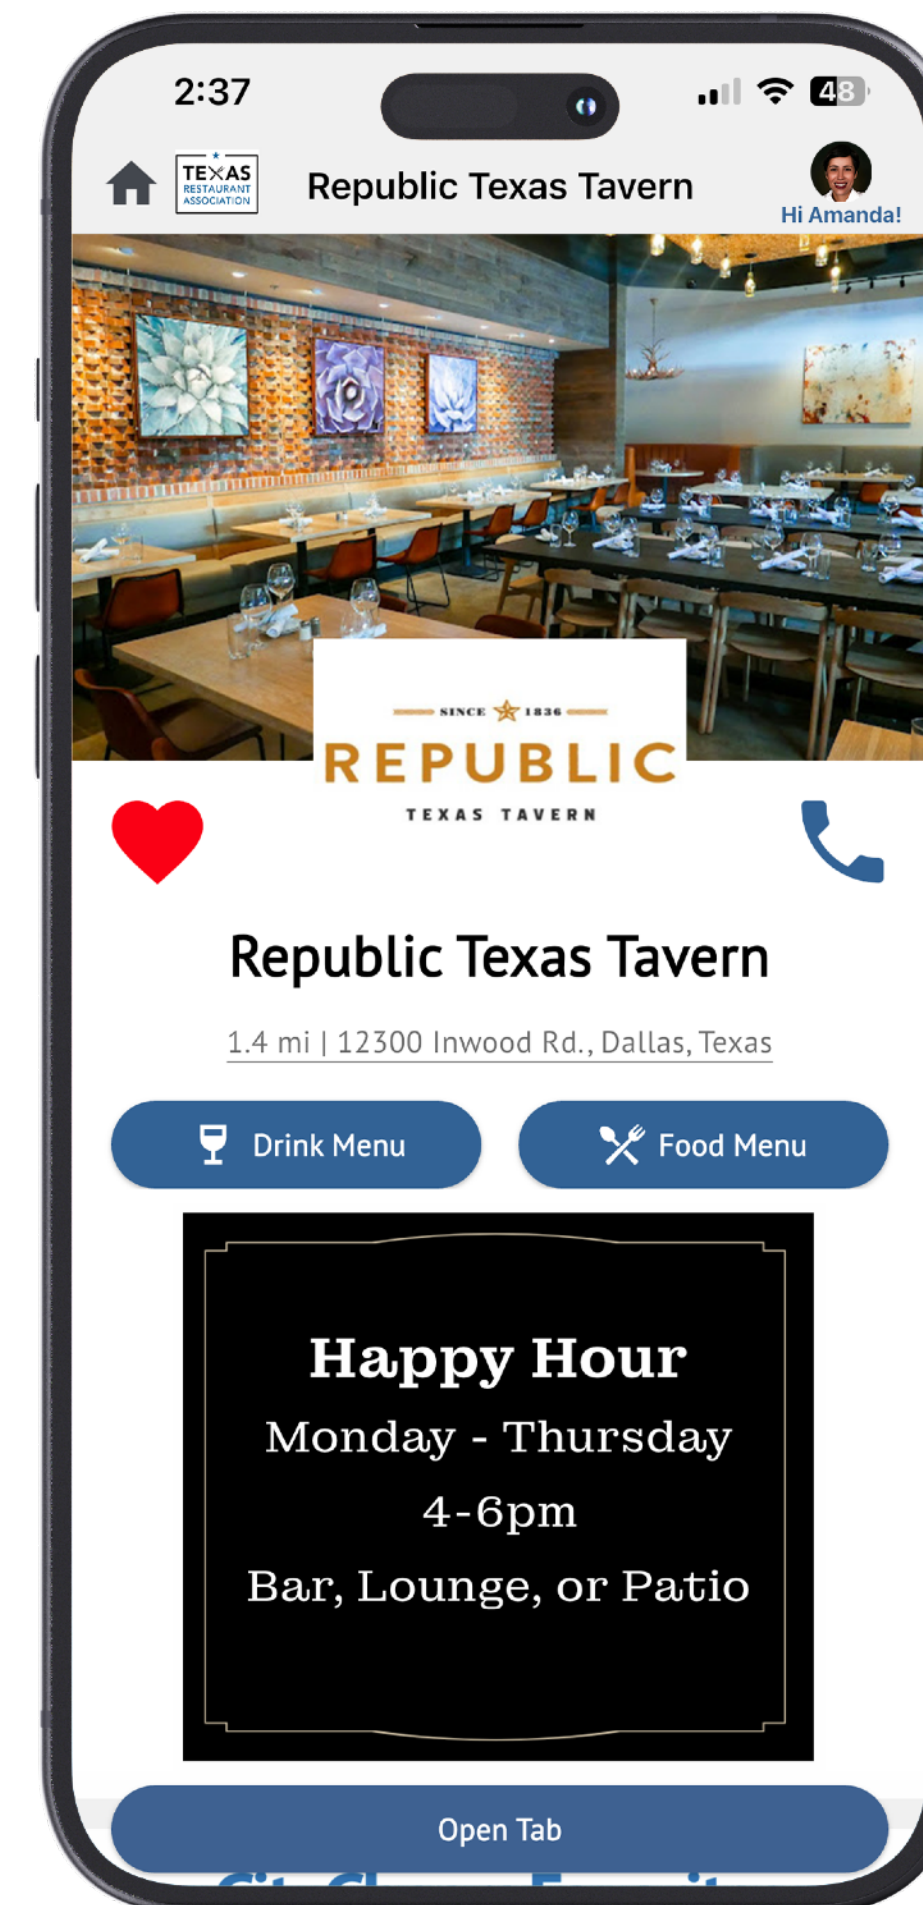 2:37
48
TEXAS
RESTAURANT
ASSOCIATION
Republic Texas Tavern
Hi Amanda!
SINCE 1836
REPUBLIC
TEXAS TAVERN
Republic Texas Tavern
1.4 mi | 12300 Inwood Rd., Dallas, Texas
Drink Menu
Food Menu
Happy Hour
Monday - Thursday
4-6pm
Bar, Lounge, or Patio
Open Tab